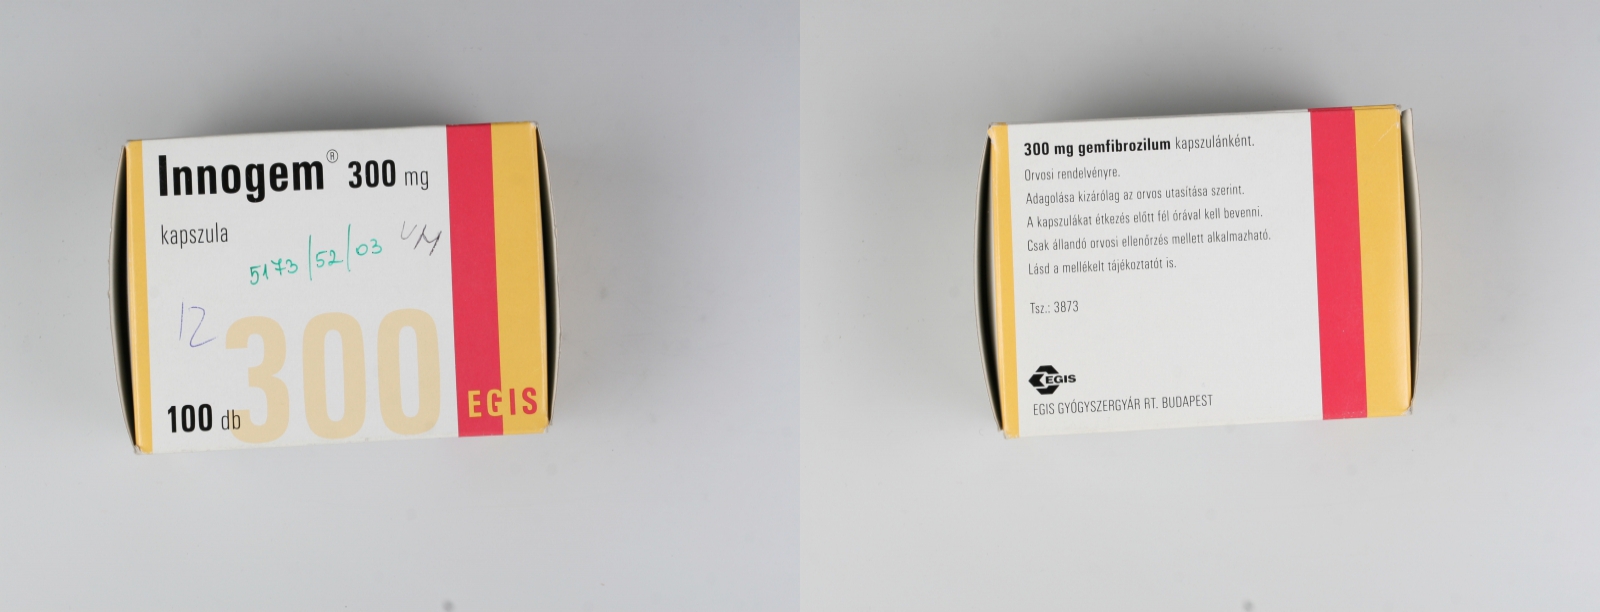 Innogem® 300 mg
kapszula
5173/52/03
12
300
100 db
EGIS
300 mg gemfibrozilum kapszulánként.
Orvosi rendelvényre.
Adagolása kizárólag az orvos utasítása szerint.
A kapszulákat étkezés előtt fél órával kell bevenni.
Csak állandó orvosi ellenőrzés mellett alkalmazható.
Lásd a mellékelt tájékoztatót is.
Tsz.: 3873
EGIS
EGIS GYÓGYSZERGYÁR RT. BUDAPEST